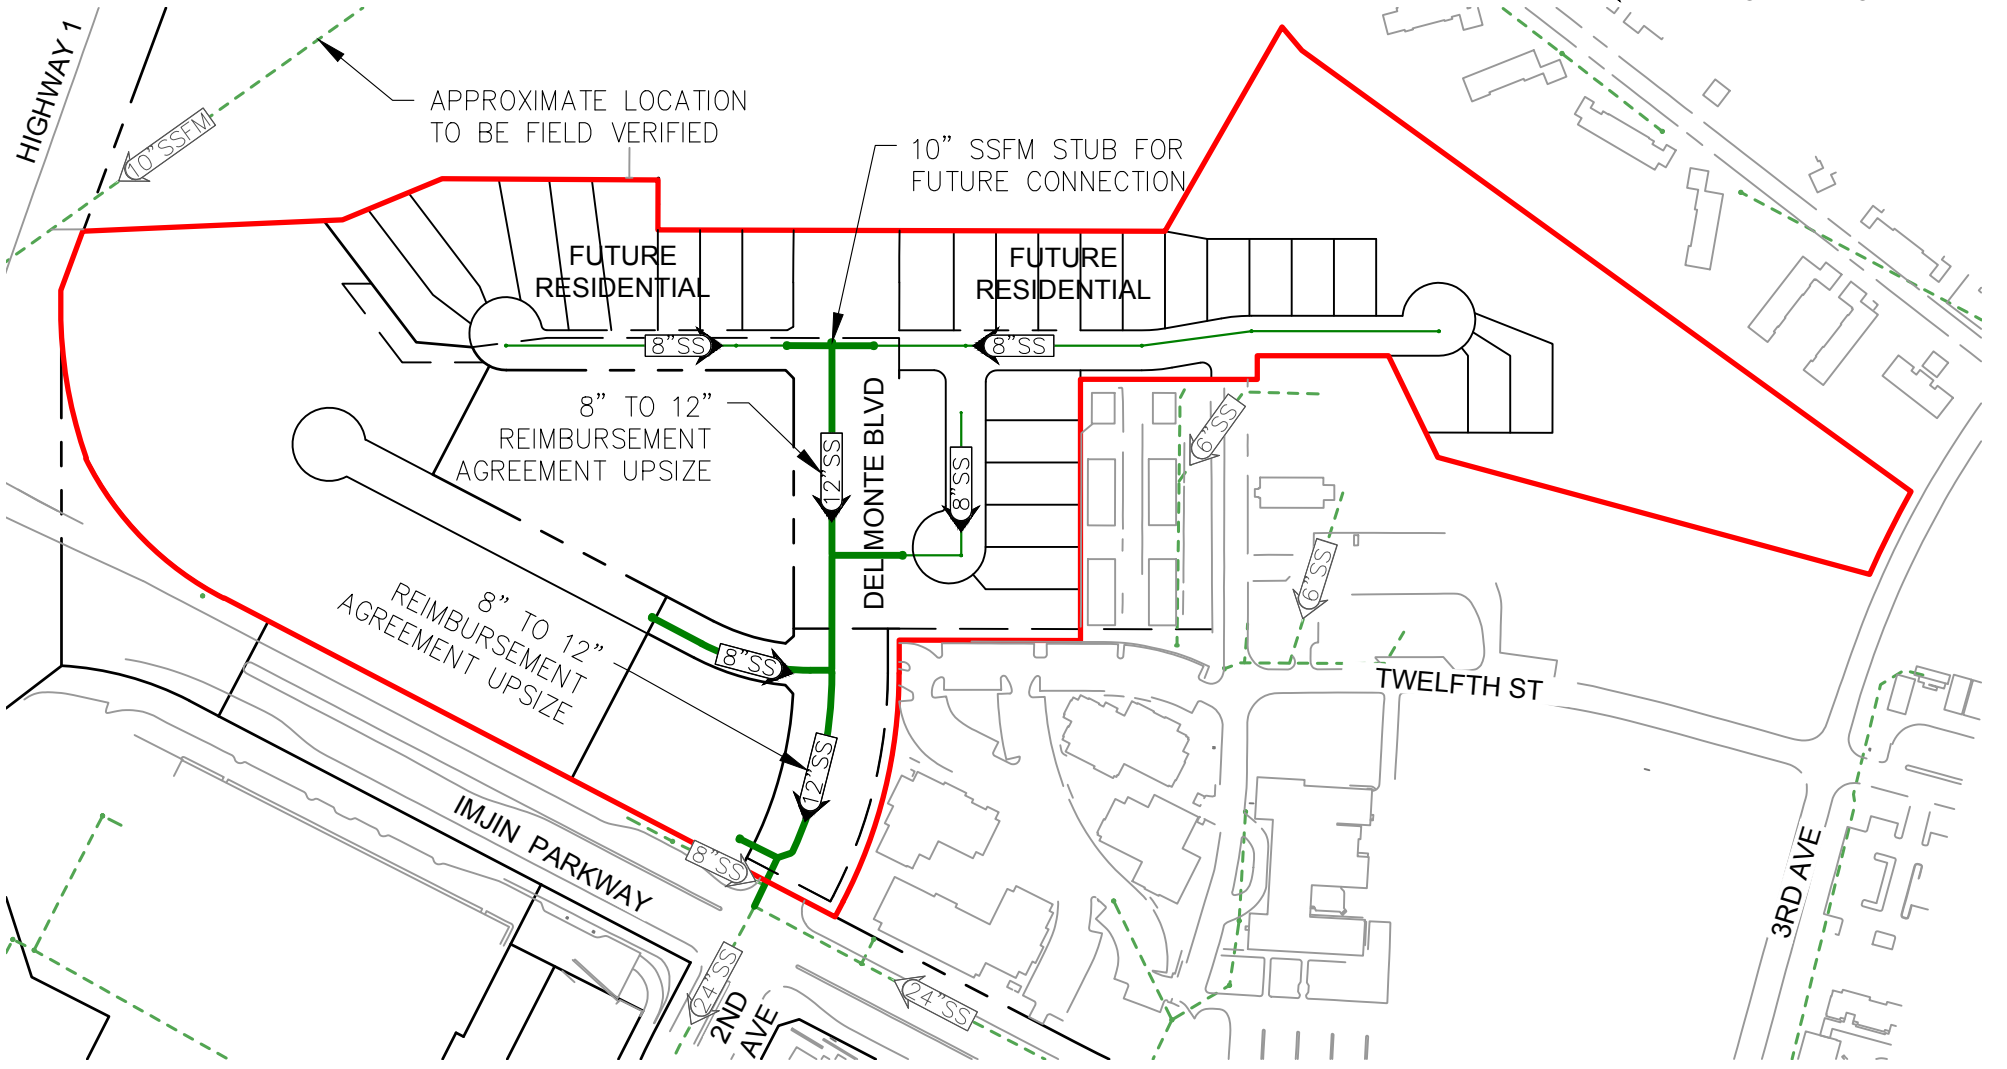 HIGHWAY 1
10"SSFM
APPROXIMATE LOCATION
TO BE FIELD VERIFIED
10" SSFM STUB FOR
FUTURE CONNECTION
FUTURE
RESIDENTIAL
FUTURE
RESIDENTIAL
8"SS
8"SS
8" TO 12"
REIMBURSEMENT
AGREEMENT UPSIZE
12"SS
DEL MONTE BLVD
8"SS
6"SS
6"SS
8" TO 12"
REIMBURSEMENT
AGREEMENT UPSIZE
8"SS
TWELFTH ST
12"SS
IMJIN PARKWAY
8"SS
3RD AVE
24"SS
24"SS
2ND
AVE